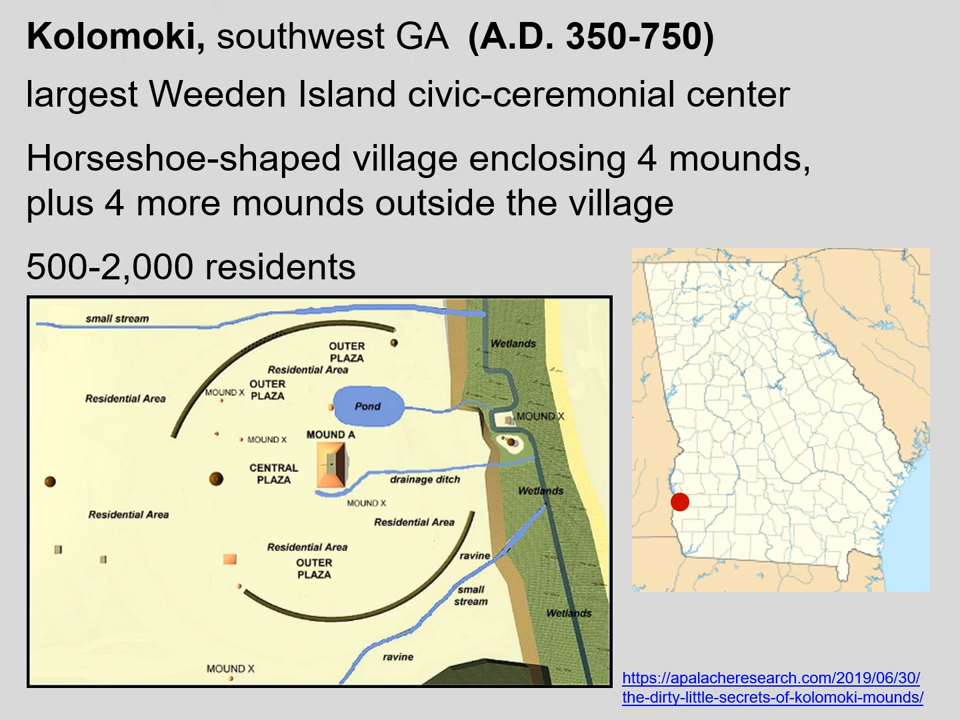 Kolomoki, southwest GA (A.D. 350-750)
largest Weeden Island civic-ceremonial center
Horseshoe-shaped village enclosing 4 mounds,
plus 4 more mounds outside the village
500-2,000 residents
small stream
OUTER
PLAZA
Wetlands
Residential Area
OUTER
PLAZA
MOUND X
Residential Area
Pond
MOUND X
MOUND A
MOUND X
CENTRAL
PLAZA
drainage ditch
Wetlands
MOUND X
Residential Area
Residential Area
Residential Area
OUTER
PLAZA
ravine
small
stream
Wetlands
ravine
MOUND X
https://apalacheresearch.com/2019/06/30/
the-dirty-little-secrets-of-kolomoki-mounds/